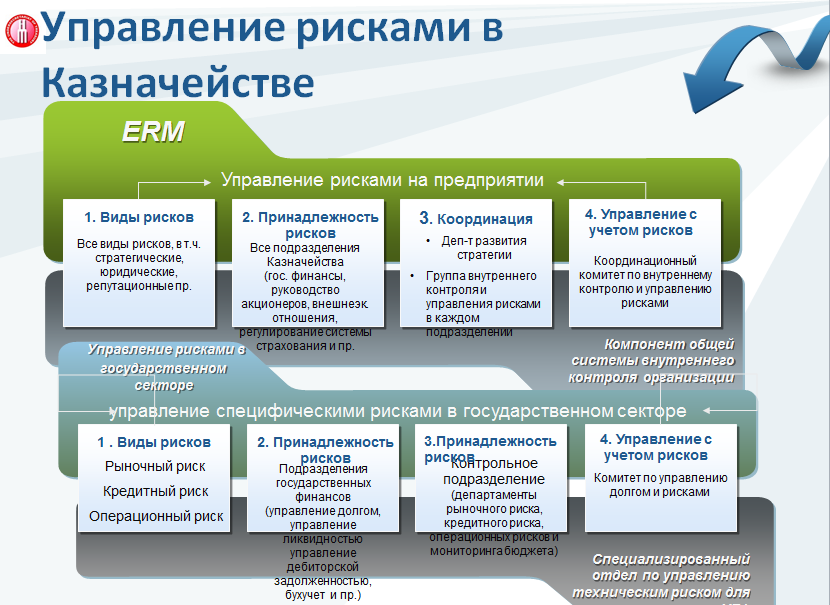 Управление рисками в
Казначействе
ERM
Управление рисками на предприятии
1. Виды рисков
Все виды рисков, в т.ч.
стратегические,
юридические,
репутационные пр.
2. Принадлежность
рисков
Все подразделения
Казначейства
(гос. финансы,
руководство
акционеров, внешнеэк.
отношения,
регулирование системы
страхования и пр.
3. Координация
• Деп-т развития
стратегии
• Группа внутреннего
контроля и
управления рисками
в каждом
подразделении
4. Управление с
учетом рисков
Координационный
комитет по внутреннему
контролю и управлению
рисками
Компонент общей
системы внутреннего
контроля организации
Управление рисками в
государственном
секторе
управление специфическими рисками в государственном секторе
1 . Виды рисков
Рыночный риск
Кредитный риск
Операционный риск
2. Принадлежность
рисков
Подразделения
государственных
финансов
(управление долгом,
управление
ликвидностью
управление
дебиторской
задолженностью,
бухучет и пр.)
3.Принадлежность
рисков
Контрольное
подразделение
(департаменты
рыночного риска,
кредитного риска,
операционных рисков и
мониторинга бюджета)
4. Управление с
учетом рисков
Комитет по управлению
долгом и рисками
Специализированный
отдел по управлению
техническим риском для